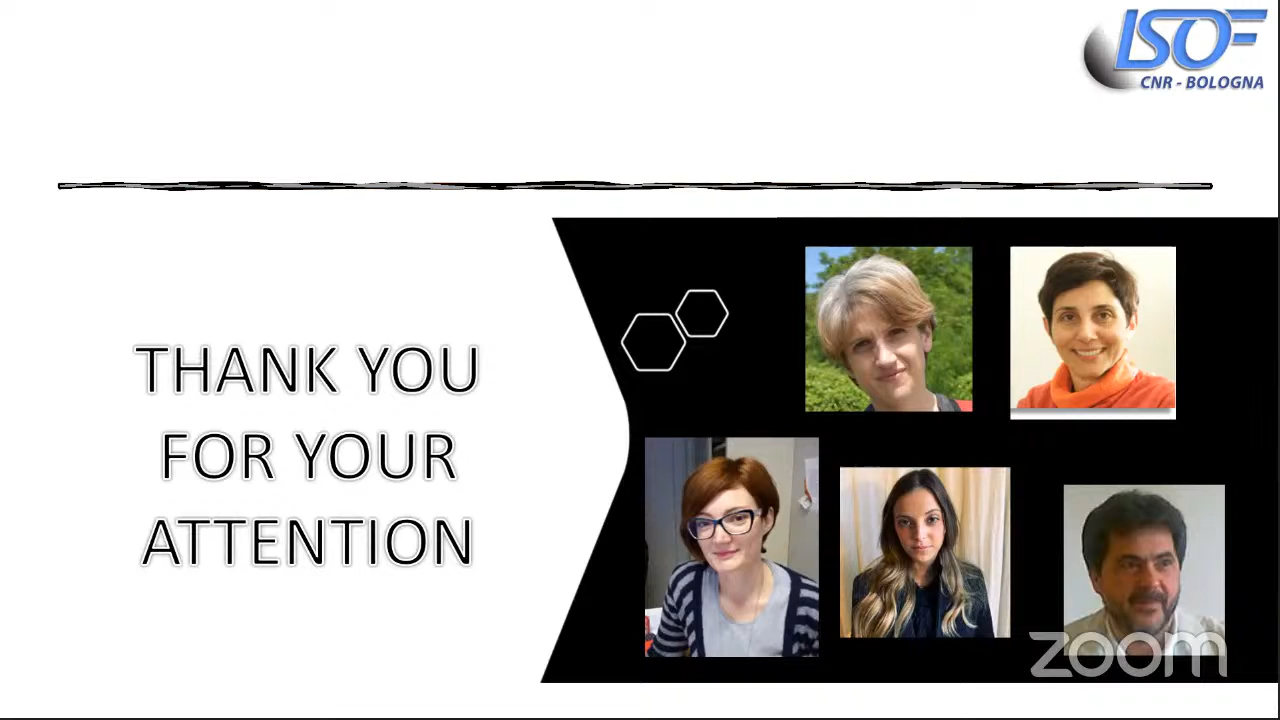 ISOF
CNR - BOLOGNA
THANK YOU
FOR YOUR
ATTENTION
zoom